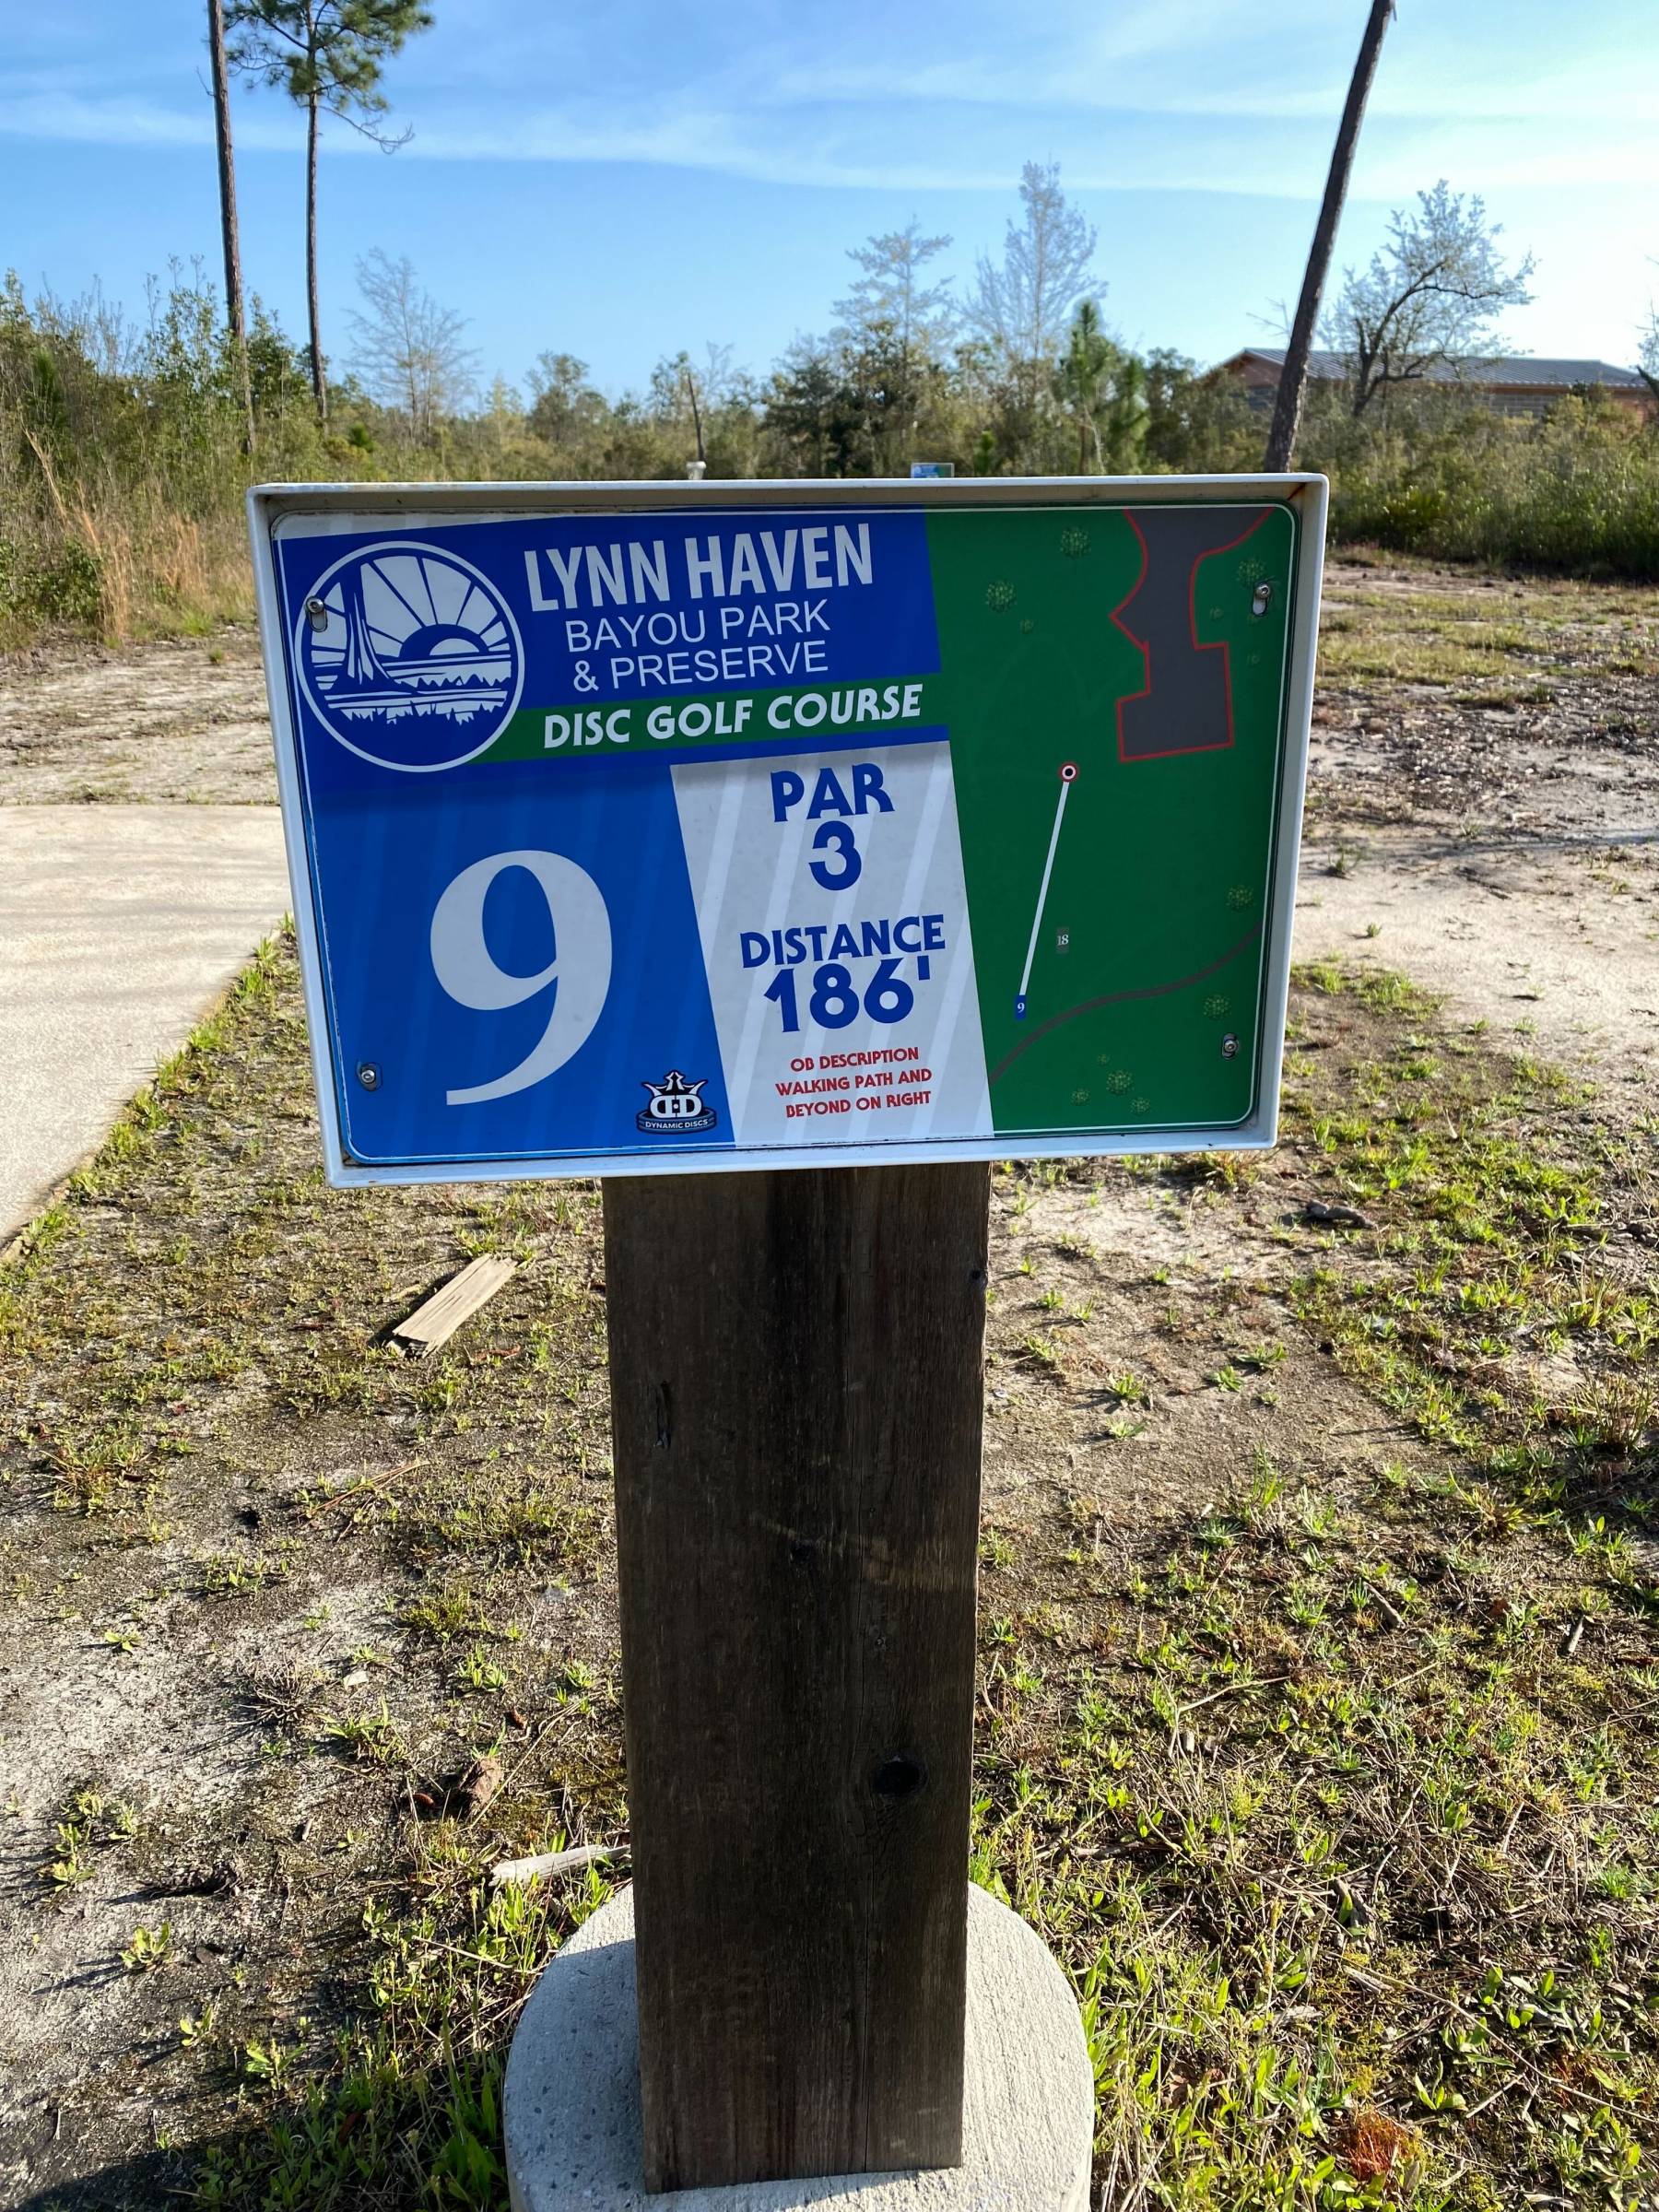 LYNN HAVEN
BAYOU PARK
& PRESERVE
DISC GOLF COURSE
9
PAR
3
DISTANCE
186'
OB DESCRIPTION
WALKING PATH AND
BEYOND ON RIGHT
DD
DYNAMIC DISCS
18
9